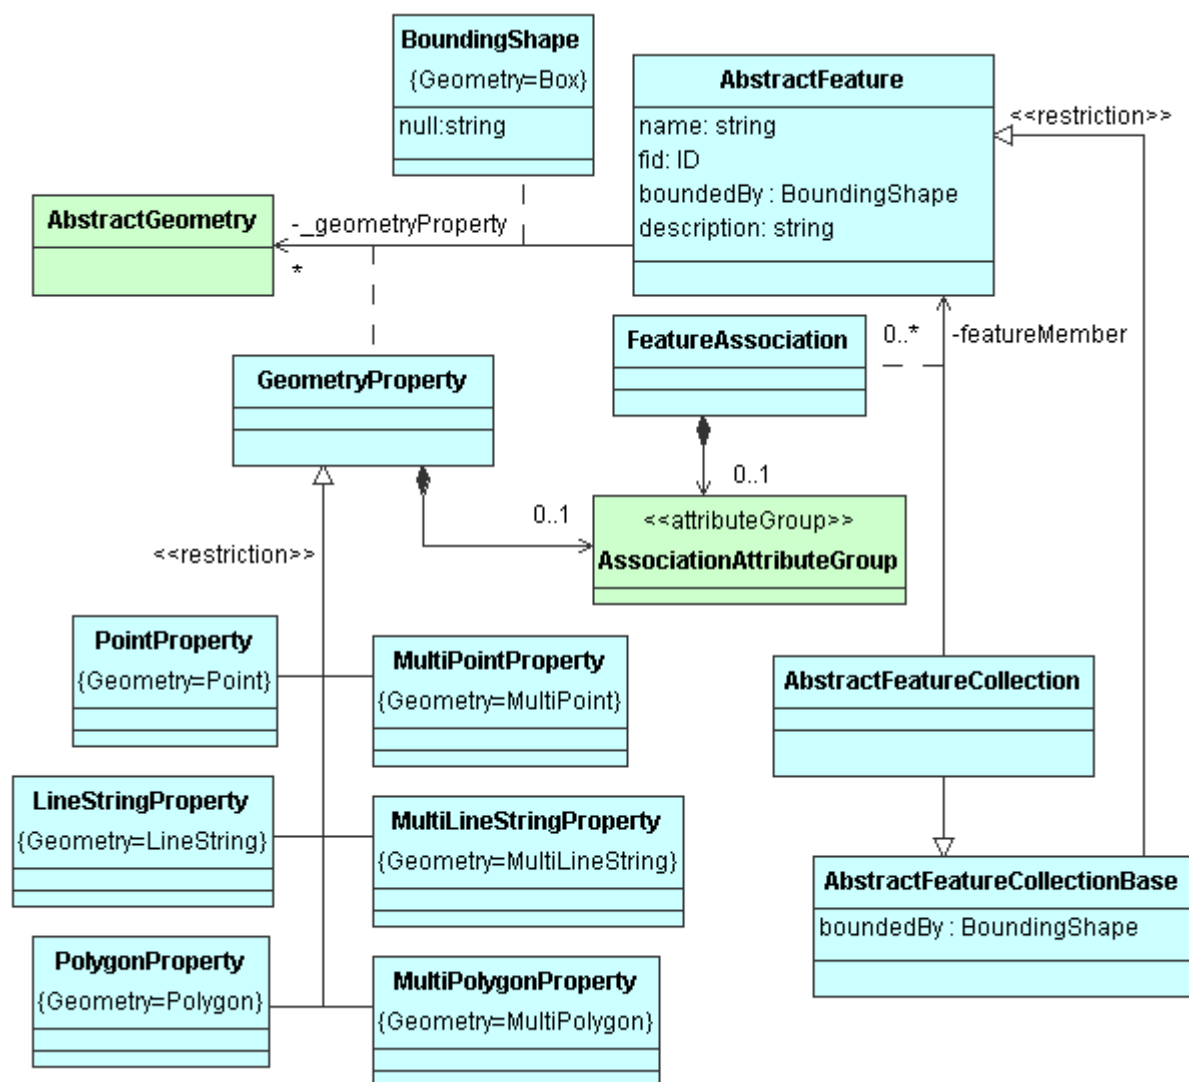 BoundingShape
{Geometry=Box}
null:string
AbstractFeature
name: string
fid: ID
boundedBy : BoundingShape
description: string
<<restriction>>
AbstractGeometry
-_geometryProperty
*
FeatureAssociation
0..*
-featureMember
GeometryProperty
0..1
0..1
<<attributeGroup>>
AssociationAttributeGroup
<<restriction>>
PointProperty
{Geometry=Point}
MultiPointProperty
{Geometry=MultiPoint}
AbstractFeatureCollection
LineStringProperty
{Geometry=LineString}
MultiLineStringProperty
{Geometry=MultiLineString}
AbstractFeatureCollectionBase
boundedBy : BoundingShape
PolygonProperty
{Geometry=Polygon}
MultiPolygonProperty
{Geometry=MultiPolygon}